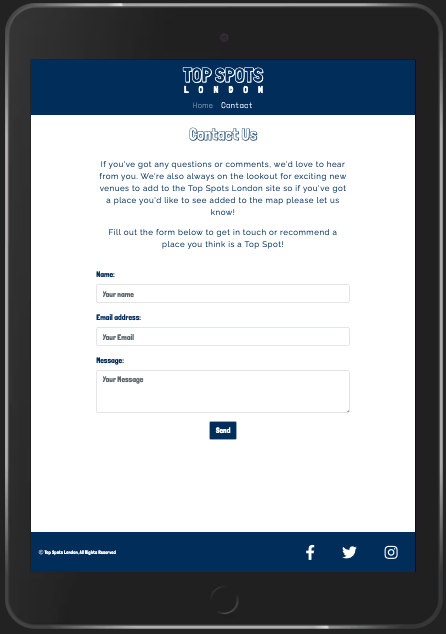 TOP SPOTS
LONDON
Home Contact
Contact Us
If you've got any questions or comments, we'd love to hear
from you. We're also always on the lookout for exciting new
venues to add to the Top Spots London site so if you've got
a place you'd like to see added to the map please let us
know!
Fill out the form below to get in touch or recommend a
place you think is a Top Spot!
Name:
Your name
Email address:
Your Email
Message:
Your Message
Send
© Top Spots London, All Rights Reserved